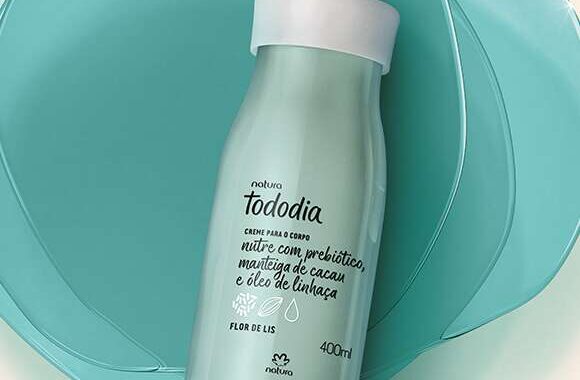 natura
tododia
CREME PARA O CORPO
nutre com prebiótico,
manteiga de cacau
e óleo de linhaça
FLOR DE LIS
400ml
natura